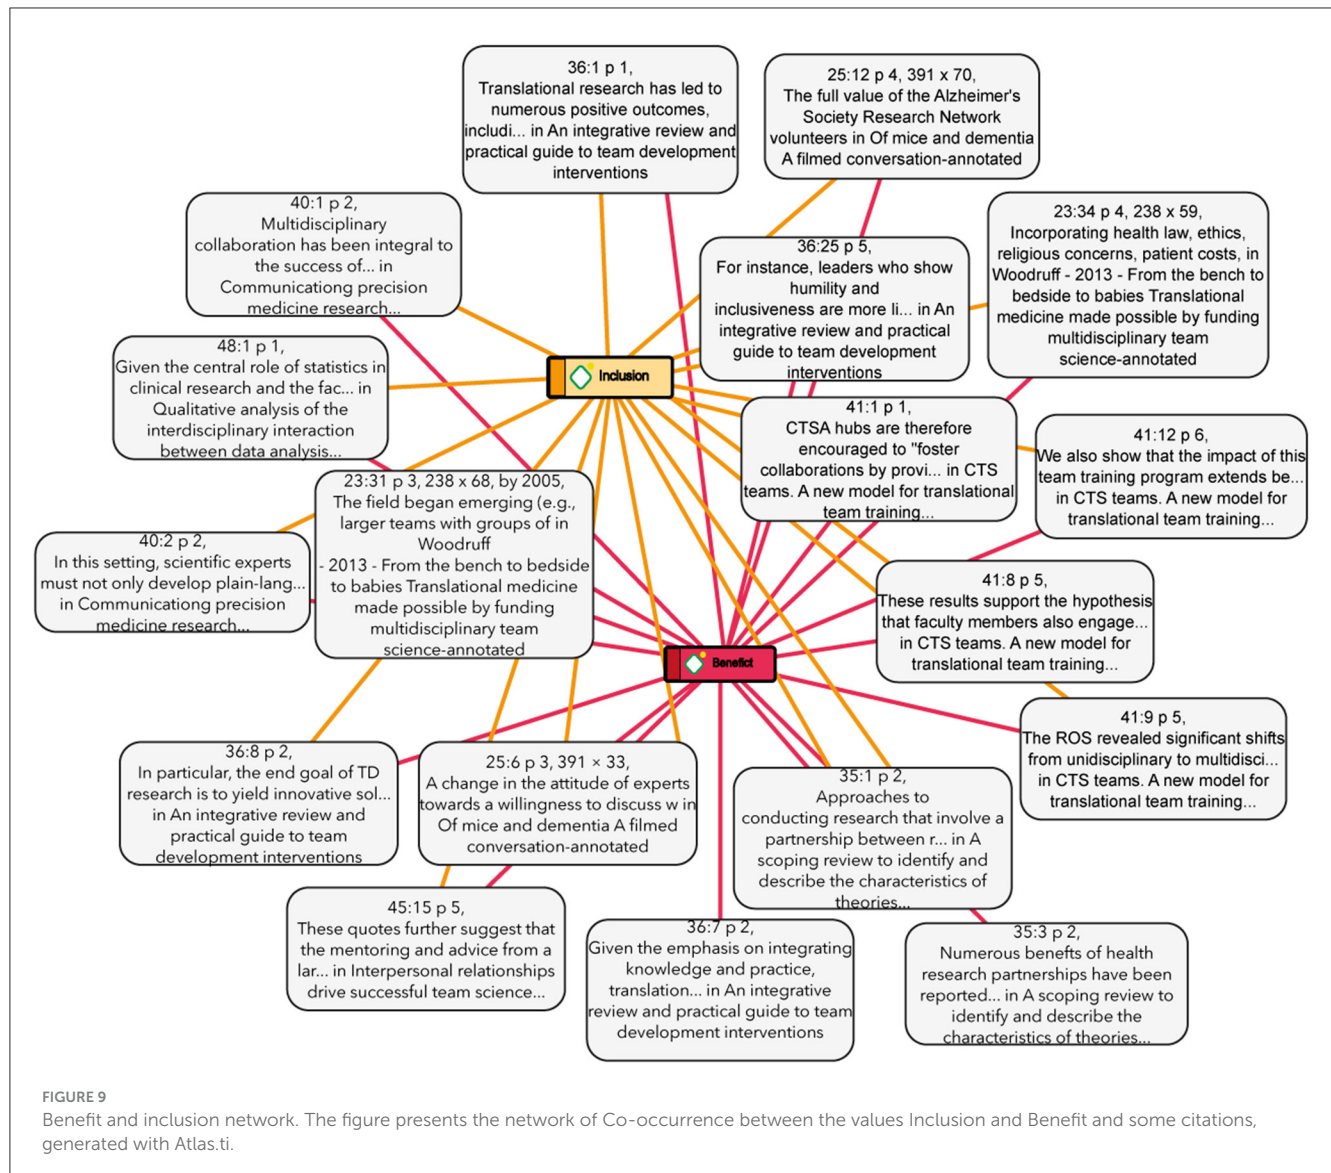 36:1 p 1,
Translational research has led to
numerous positive outcomes,
includi... in An integrative review and
practical guide to team development
interventions
25:12 p 4, 391 x 70,
The full value of the Alzheimer's
Society Research Network
volunteers in Of mice and dementia
A filmed conversation-annotated
40:1 p 2,
Multidisciplinary
collaboration has been integral to
the success of... in
Communicationg precision
medicine research...
36:25 p 5,
For instance, leaders who show
humility and
inclusiveness are more li... in An
integrative review and practical
guide to team development
interventions
23:34 p 4, 238 x 59,
Incorporating health law, ethics,
religious concerns, patient costs, in
Woodruff - 2013 - From the bench to
bedside to babies Translational
medicine made possible by funding
multidisciplinary team
science-annotated
48:1 p 1,
Given the central role of statistics in
clinical research and the fac... in
Qualitative analysis of the
interdisciplinary interaction
between data analysis...
Inclusion
41:1 p 1,
CTSA hubs are therefore
encouraged to "foster
collaborations by provi... in CTS
teams. A new model for translational
team training...
41:12 p 6,
We also show that the impact of this
team training program extends be...
in CTS teams. A new model for
translational team training...
23:31 p 3, 238 x 68, by 2005,
The field began emerging (e.g.,
larger teams with groups of in
Woodruff
- 2013 - From the bench to bedside
to babies Translational medicine
made possible by funding
multidisciplinary team
science-annotated
40:2 p 2,
In this setting, scientific experts
must not only develop plain-lang...
in Communicationg precision
medicine research...
41:8 p 5,
These results support the hypothesis
that faculty members also engage...
in CTS teams. A new model for
translational team training...
Benefict
41:9 p 5,
The ROS revealed significant shifts
from unidisciplinary to multidisci...
in CTS teams. A new model for
translational team training...
36:8 p 2,
In particular, the end goal of TD
research is to yield innovative sol...
in An integrative review and
practical guide to team
development interventions
25:6 p 3, 391 × 33,
A change in the attitude of experts
towards a willingness to discuss w in
Of mice and dementia A filmed
conversation-annotated
35:1 p 2,
Approaches to
conducting research that involve a
partnership between r... in A
scoping review to identify and
describe the characteristics of
theories...
45:15 p 5,
These quotes further suggest that
the mentoring and advice from a
lar... in Interpersonal relationships
drive successful team science...
36:7 p 2,
Given the emphasis on integrating
knowledge and practice,
translation... in An integrative
review and practical guide to team
development interventions
35:3 p 2,
Numerous benefts of health
research partnerships have been
reported... in A scoping review to
identify and describe the
characteristics of theories...
FIGURE 9
Benefit and inclusion network. The figure presents the network of Co-occurrence between the values Inclusion and Benefit and some citations,
generated with Atlas.ti.